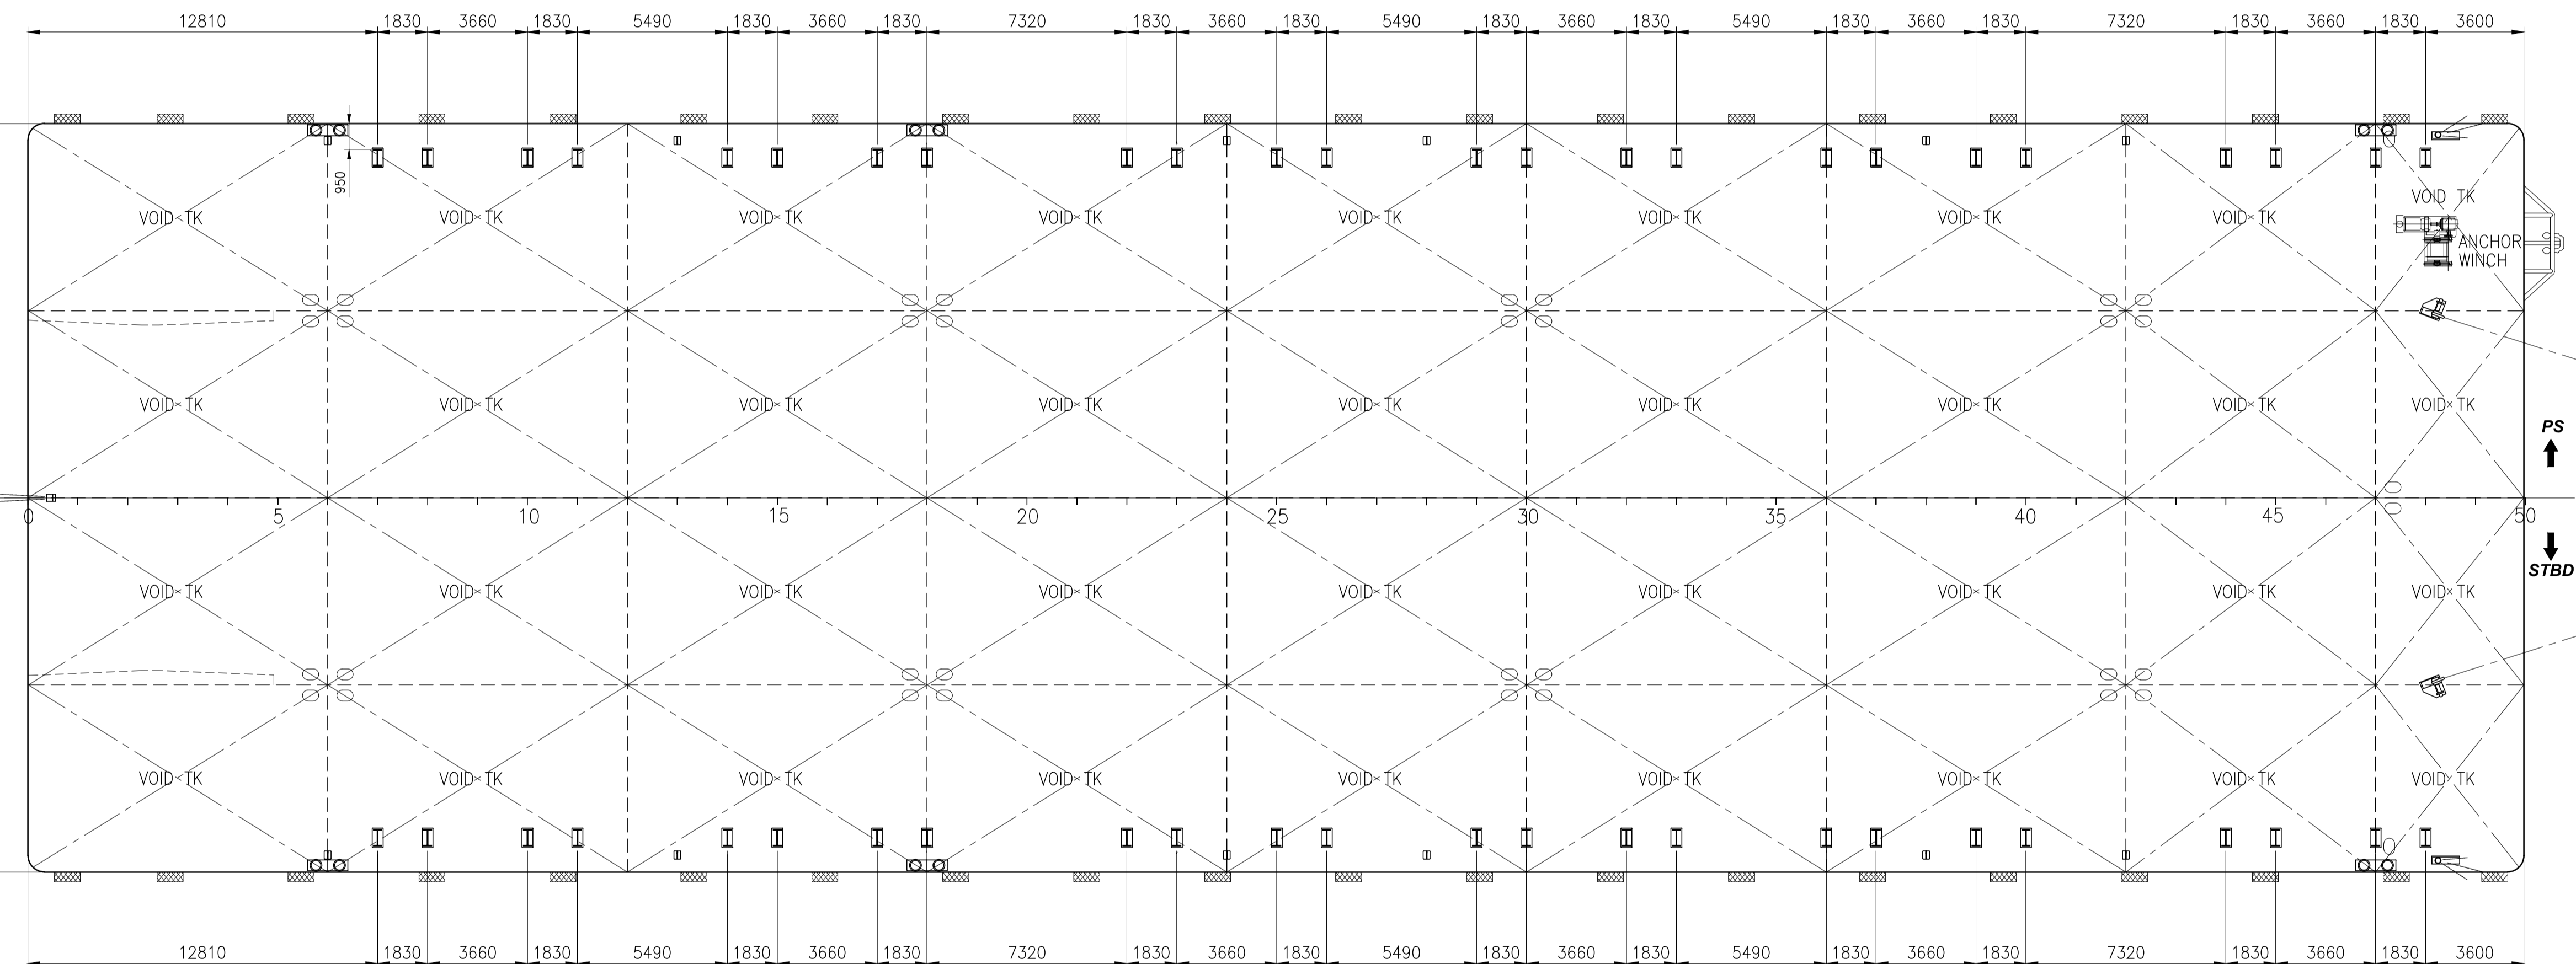 12810 1830 3660 1830 5490 1830 3660 1830 7320 1830 3660 1830 5490 1830 3660 1830 5490 1830 3660 1830 7320 1830 3660 1830 3600
950
VOID TK
VOID TK VOID TK VOID TK VOID TK VOID TK VOID TK VOID TK VOID TK
ANCHOR
WINCH
VOID TK VOID TK VOID TK VOID TK VOID TK VOID TK VOID TK VOID TK VOID TK
PS
0 5 10 15 20 25 30 35 40 45 50
STBD
VOID TK VOID TK VOID TK VOID TK VOID TK VOID TK VOID TK VOID TK VOID TK
VOID TK VOID TK VOID TK VOID TK VOID TK VOID TK VOID TK VOID TK VOID TK
12810 1830 3660 1830 5490 1830 3660 1830 7320 1830 3660 1830 5490 1830 3660 1830 5490 1830 3660 1830 7320 1830 3660 1830 3600